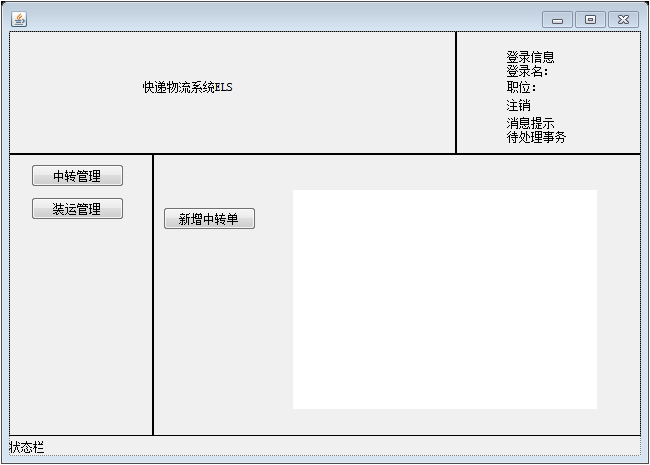 快递物流系统ELS
登录信息
登录名:
职位:
注销
消息提示
待处理事务
中转管理
装运管理
新增中转单
状态栏